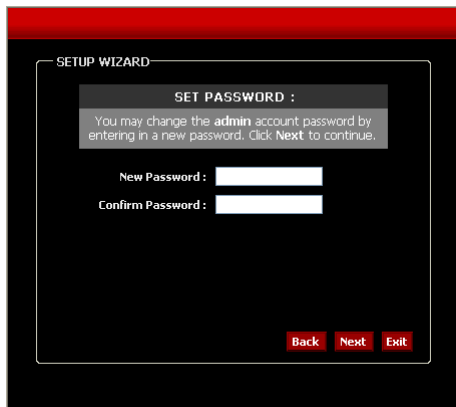 SETUP WIZARD
SET PASSWORD :
You may change the admin account password by
entering in a new password. Click Next to continue.
New Password :
Confirm Password :
Back Next Exit